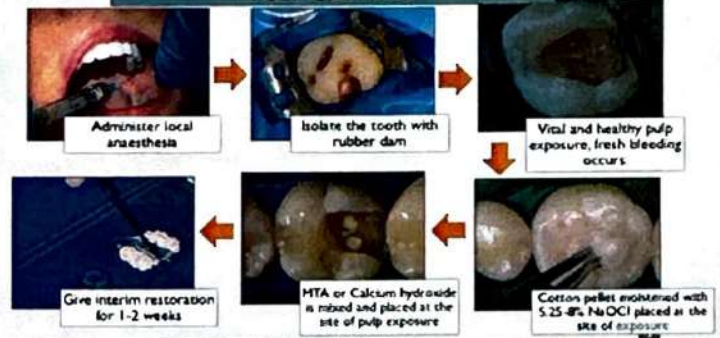 Administer local
anaesthesia
Isolate the tooth with
rubber dam
Vital and healthy pulp
exposure, fresh bleeding
occurs
Cotton pellet moistened with
5.25-8% NaOCl placed at the
site of exposure
MTA or Calcium hydroxide
is mixed and placed at the
site of pulp exposure
Give interim restoration
for 1-2 weeks